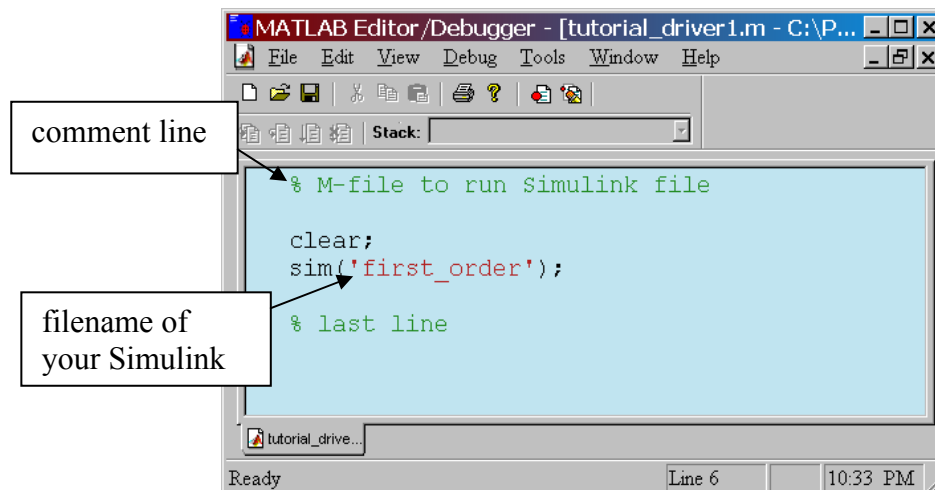 MATLAB Editor/Debugger - [tutorial_driver1.m - C:\P...
File Edit View Debug Tools Window Help
Stack:
comment line
% M-file to run Simulink file
clear;
sim('first_order');
filename of
your Simulink
% last line
tutorial_drive...
Ready Line 6 10:33 PM